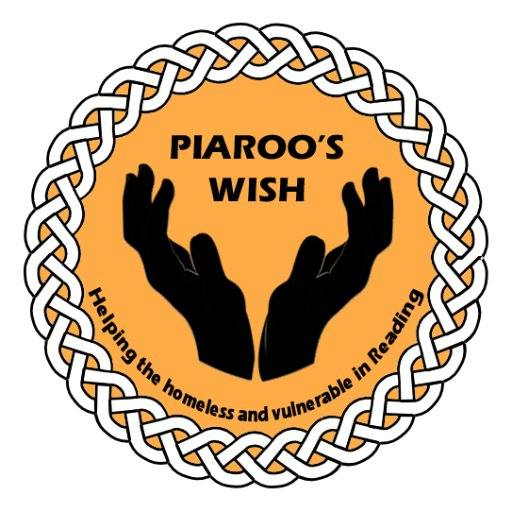 PIAROO'S
WISH
Helping the homeless and vulnerable in Reading